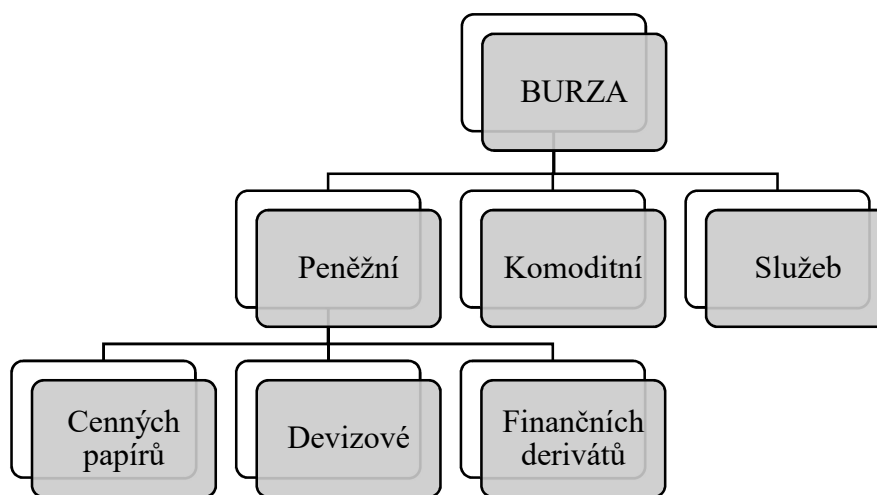 BURZA
Peněžní
Komoditní
Služeb
Cenných
papírů
Devizové
Finančních
derivátů